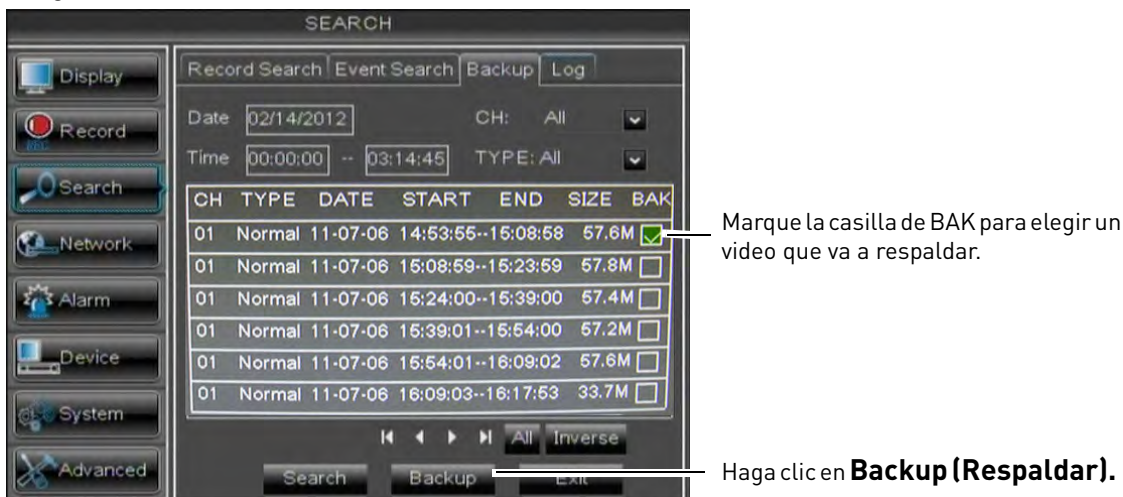 SEARCH
Display
Record
REC
Search
Network
Alarm
Device
System
Advanced
Record Search Event Search Backup Log
Date 02/14/2012 CH: All
Time 00:00:00 -- 03:14:45 TYPE: All
CH TYPE DATE START END SIZE BAK
01 Normal 11-07-06 14:53:55--15:08:58 57.6M
01 Normal 11-07-06 15:08:59--15:23:59 57.8M
01 Normal 11-07-06 15:24:00--15:39:00 57.4M
01 Normal 11-07-06 15:39:01--15:54:00 57.2M
01 Normal 11-07-06 15:54:01--16:09:02 57.6M
01 Normal 11-07-06 16:09:03--16:17:53 33.7M
All Inverse
Search Backup Exit
Marque la casilla de BAK para elegir un
video que va a respaldar.
Haga clic en Backup (Respaldar).